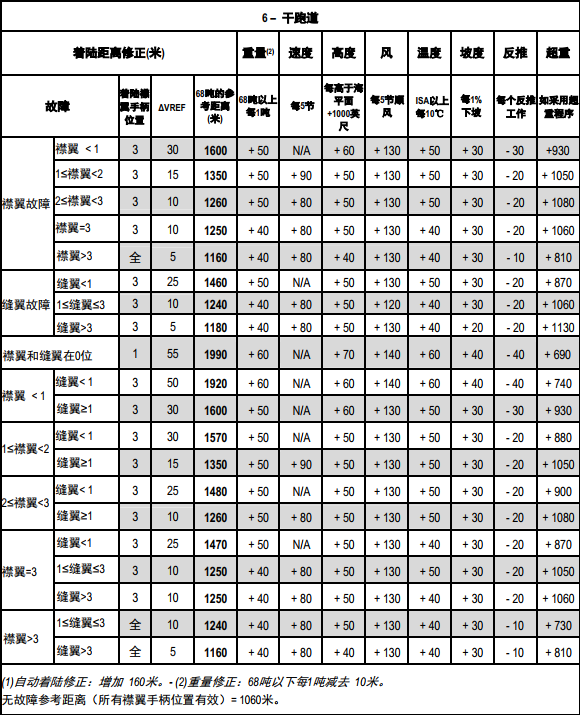 6 – 干跑道
着陆距离修正(米) 重量(2) 速度 高度 风 温度 坡度 反推 超重
故障 着陆襟翼手柄位置 ΔVREF 68吨的参考距离(米) 68吨以上每1吨 每5节 每高于海平面+1000英尺 每5节顺风 ISA以上每10℃ 每1%下坡 每个反推工作 如采用超重程序
襟翼故障 襟翼 < 1 3 30 1600 + 50 N/A + 60 + 130 + 50 + 30 - 30 +930
1≤襟翼<2 3 15 1350 + 50 + 90 + 50 + 130 + 50 + 30 - 20 + 1050
2≤襟翼<3 3 10 1260 + 50 + 80 + 50 + 130 + 50 + 30 - 20 + 1080
襟翼=3 3 10 1250 + 40 + 80 + 50 + 130 + 50 + 30 - 20 + 1060
襟翼>3 全 5 1160 + 40 + 80 + 40 + 130 + 40 + 30 - 10 + 810
缝翼故障 缝翼<1 3 25 1460 + 50 N/A + 50 + 130 + 50 + 30 - 20 + 870
1≤缝翼≤3 3 10 1240 + 40 + 80 + 50 + 120 + 40 + 30 - 20 + 1060
缝翼>3 3 5 1180 + 40 + 80 + 50 + 130 + 40 + 20 - 20 + 1130
襟翼和缝翼在0位 1 55 1990 + 60 N/A + 70 + 140 + 60 + 40 - 40 + 690
襟翼 < 1 缝翼< 1 3 50 1920 + 60 N/A + 60 + 140 + 60 + 40 - 40 + 740
缝翼≥1 3 30 1600 + 50 N/A + 50 + 130 + 50 + 30 - 30 + 930
1≤襟翼<2 缝翼< 1 3 30 1570 + 50 N/A + 50 + 130 + 50 + 30 - 20 + 880
缝翼≥1 3 15 1350 + 50 + 90 + 50 + 130 + 50 + 30 - 20 + 1050
2≤襟翼<3 缝翼< 1 3 25 1480 + 50 N/A + 50 + 130 + 50 + 30 - 20 + 900
缝翼≥1 3 10 1260 + 50 + 80 + 50 + 130 + 50 + 30 - 20 + 1080
襟翼=3 缝翼<1 3 25 1470 + 50 N/A + 50 + 130 + 40 + 30 - 20 + 870
1≤缝翼≤3 3 10 1250 + 40 + 80 + 50 + 130 + 50 + 30 - 20 + 1050
缝翼>3 3 10 1250 + 40 + 80 + 50 + 130 + 50 + 30 - 20 + 1060
襟翼>3 1≤缝翼≤3 全 10 1240 + 40 + 80 + 50 + 130 + 40 + 30 - 10 + 730
缝翼>3 全 5 1160 + 40 + 80 + 40 + 130 + 40 + 30 - 10 + 810
(1)自动着陆修正：增加 160米。- (2)重量修正：68吨以下每1吨减去 10米。
无故障参考距离（所有襟翼手柄位置有效）= 1060米。